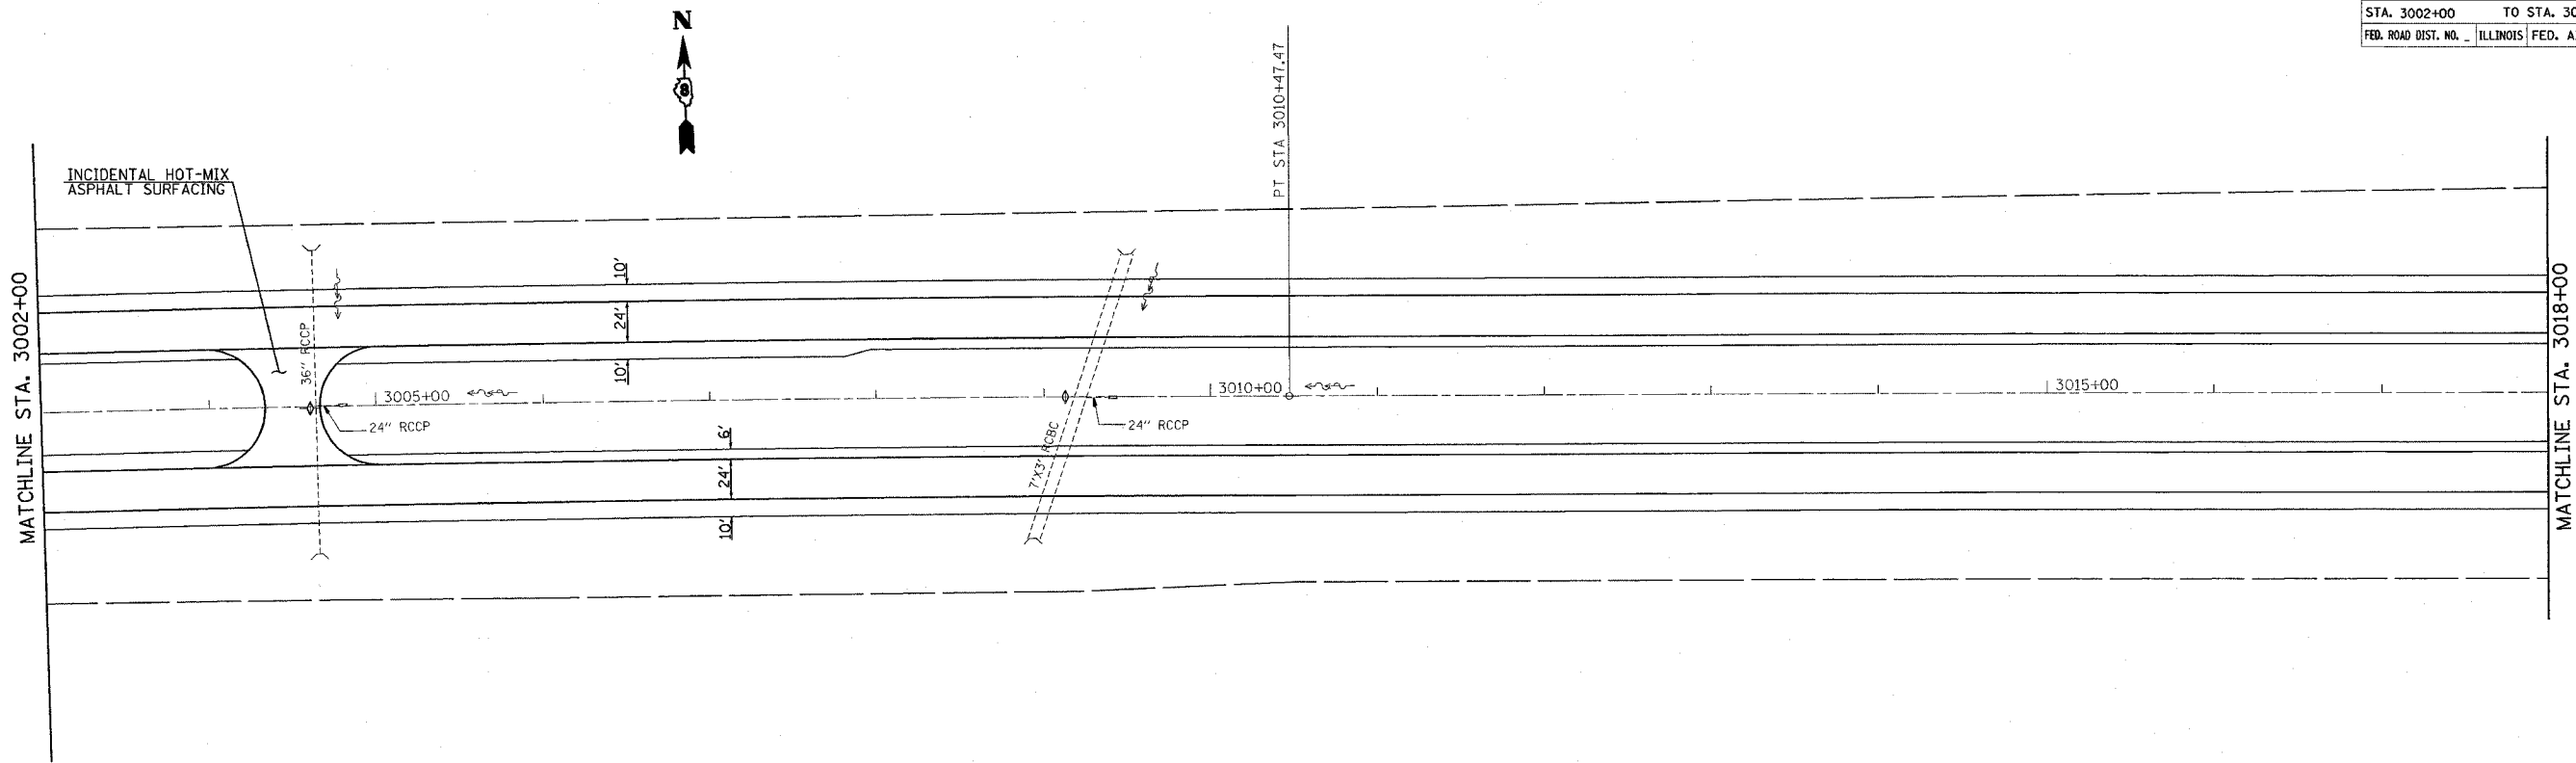 STA. 3002+00 TO STA. 30
FED. ROAD DIST. NO. _ ILLINOIS FED. A
N
8
PT STA 3010+47.47
INCIDENTAL HOT-MIX
ASPHALT SURFACING
MATCHLINE STA. 3002+00
MATCHLINE STA. 3018+00
10'
24'
10'
36" RCCP
3005+00
3010+00
3015+00
24" RCCP
24" RCCP
7'X3' RCBC
6'
24'
10'